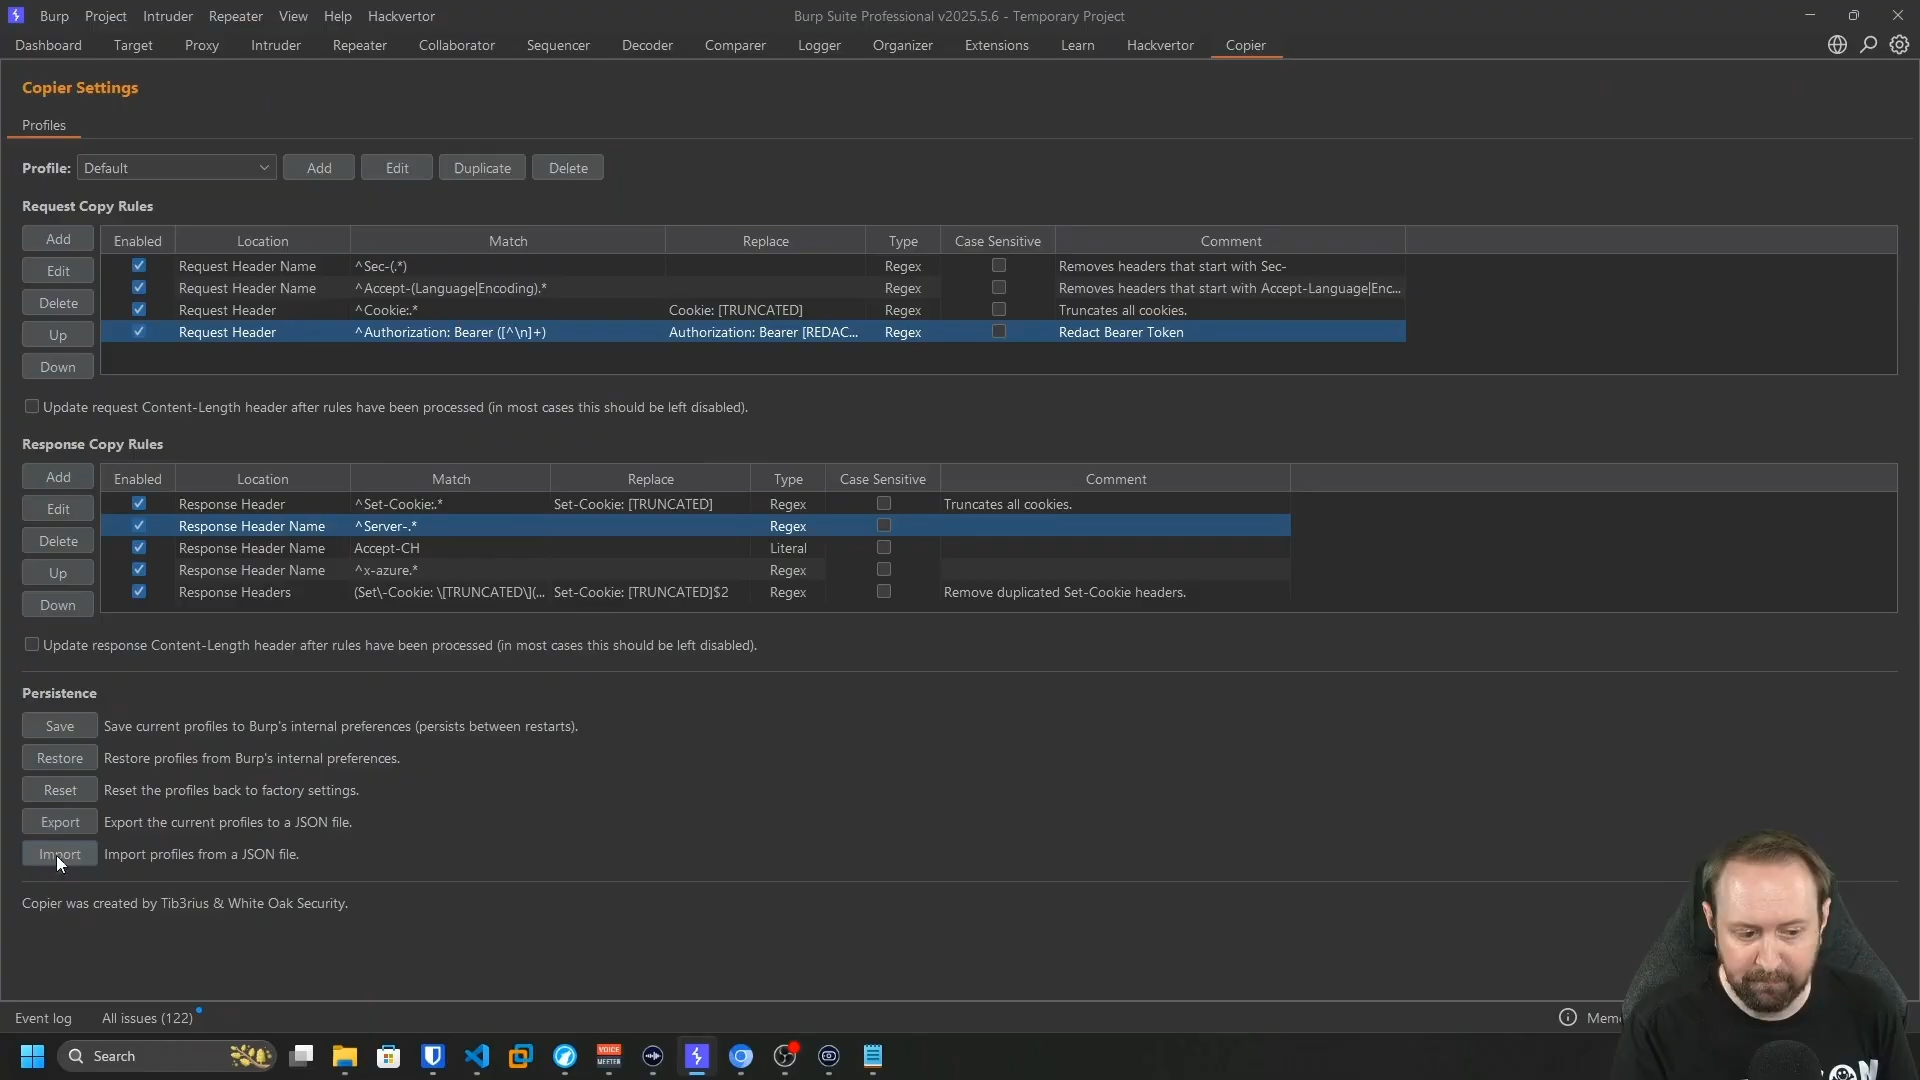 Burp Project Intruder Repeater View Help Hackvertor Burp Suite Professional v2025.5.6 - Temporary Project
Dashboard Target Proxy Intruder Repeater Collaborator Sequencer Decoder Comparer Logger Organizer Extensions Learn Hackvertor Copier
Copier Settings
Profiles
Profile: Default Add Edit Duplicate Delete
Request Copy Rules
Add
Edit
Delete
Up
Down
Enabled Location Match Replace Type Case Sensitive Comment
Request Header Name ^Sec-(.*) Regex Removes headers that start with Sec-
Request Header Name ^Accept-(Language|Encoding).* Regex Removes headers that start with Accept-Language|Enc...
Request Header ^Cookie:.* Cookie: [TRUNCATED] Regex Truncates all cookies.
Request Header ^Authorization: Bearer ([^\n]+) Authorization: Bearer [REDAC... Regex Redact Bearer Token
Update request Content-Length header after rules have been processed (in most cases this should be left disabled).
Response Copy Rules
Add
Edit
Delete
Up
Down
Enabled Location Match Replace Type Case Sensitive Comment
Response Header ^Set-Cookie:.* Set-Cookie: [TRUNCATED] Regex Truncates all cookies.
Response Header Name ^Server-.* Regex
Response Header Name Accept-CH Literal
Response Header Name ^x-azure.* Regex
Response Headers (Set\-Cookie: \[TRUNCATED\](... Set-Cookie: [TRUNCATED]$2 Regex Remove duplicated Set-Cookie headers.
Update response Content-Length header after rules have been processed (in most cases this should be left disabled).
Persistence
Save Save current profiles to Burp's internal preferences (persists between restarts).
Restore Restore profiles from Burp's internal preferences.
Reset Reset the profiles back to factory settings.
Export Export the current profiles to a JSON file.
Import Import profiles from a JSON file.
Copier was created by Tib3rius & White Oak Security.
Event log All issues (122)
Search
VOICE
MEETER